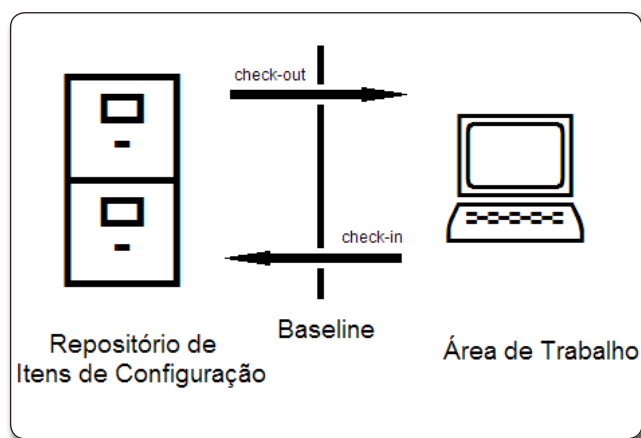 check-out
check-in
Baseline
Repositório de
Itens de Configuração
Área de Trabalho